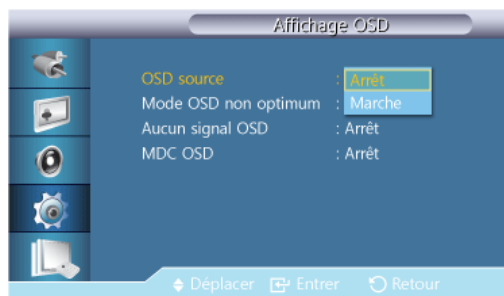 Affichage OSD
OSD source : Arrêt
Mode OSD non optimum : Marche
Aucun signal OSD : Arrêt
MDC OSD : Arrêt
Déplacer Entrer Retour